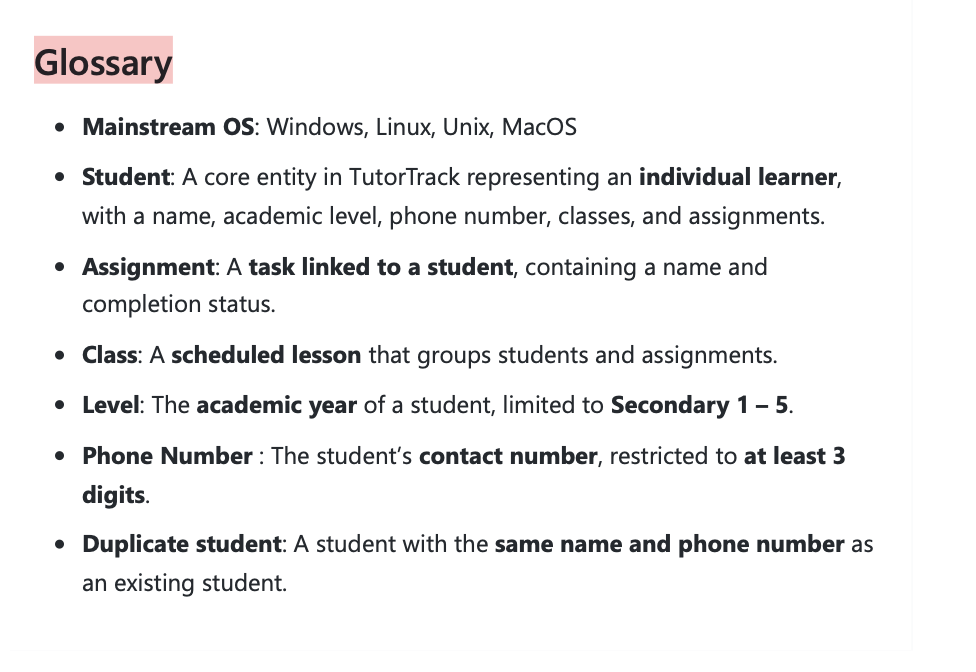 Glossary
• Mainstream OS: Windows, Linux, Unix, MacOS
• Student: A core entity in TutorTrack representing an individual learner,
with a name, academic level, phone number, classes, and assignments.
• Assignment: A task linked to a student, containing a name and
completion status.
• Class: A scheduled lesson that groups students and assignments.
• Level: The academic year of a student, limited to Secondary 1 – 5.
• Phone Number : The student’s contact number, restricted to at least 3
digits.
• Duplicate student: A student with the same name and phone number as
an existing student.